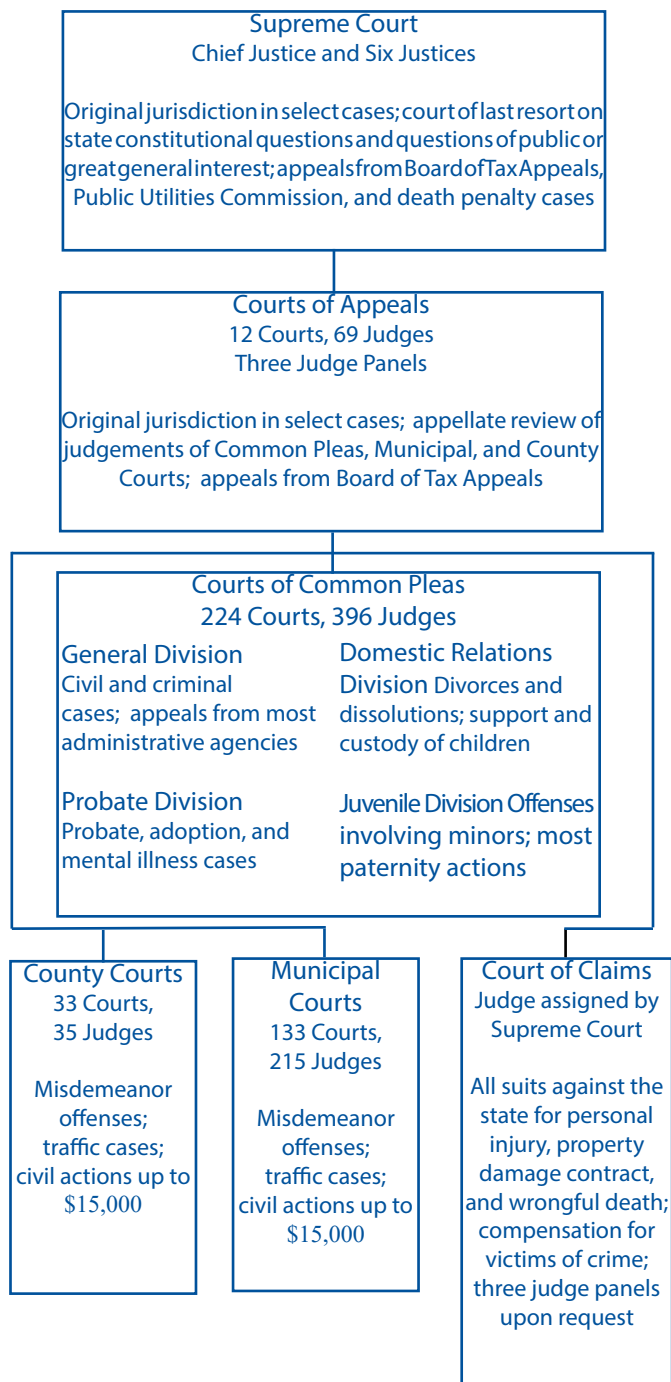 Supreme Court
Chief Justice and Six Justices
Original jurisdiction in select cases; court of last resort on
state constitutional questions and questions of public or
great general interest; appeals from Board of Tax Appeals,
Public Utilities Commission, and death penalty cases
Courts of Appeals
12 Courts, 69 Judges
Three Judge Panels
Original jurisdiction in select cases; appellate review of
judgements of Common Pleas, Municipal, and County
Courts; appeals from Board of Tax Appeals
Courts of Common Pleas
224 Courts, 396 Judges
General Division
Civil and criminal
cases; appeals from most
administrative agencies
Domestic Relations
Division Divorces and
dissolutions; support and
custody of children
Probate Division
Probate, adoption, and
mental illness cases
Juvenile Division Offenses
involving minors; most
paternity actions
County Courts
33 Courts,
35 Judges
Misdemeanor
offenses;
traffic cases;
civil actions up to
$15,000
Municipal
Courts
133 Courts,
215 Judges
Misdemeanor
offenses;
traffic cases;
civil actions up to
$15,000
Court of Claims
Judge assigned by
Supreme Court
All suits against the
state for personal
injury, property
damage contract,
and wrongful death;
compensation for
victims of crime;
three judge panels
upon request